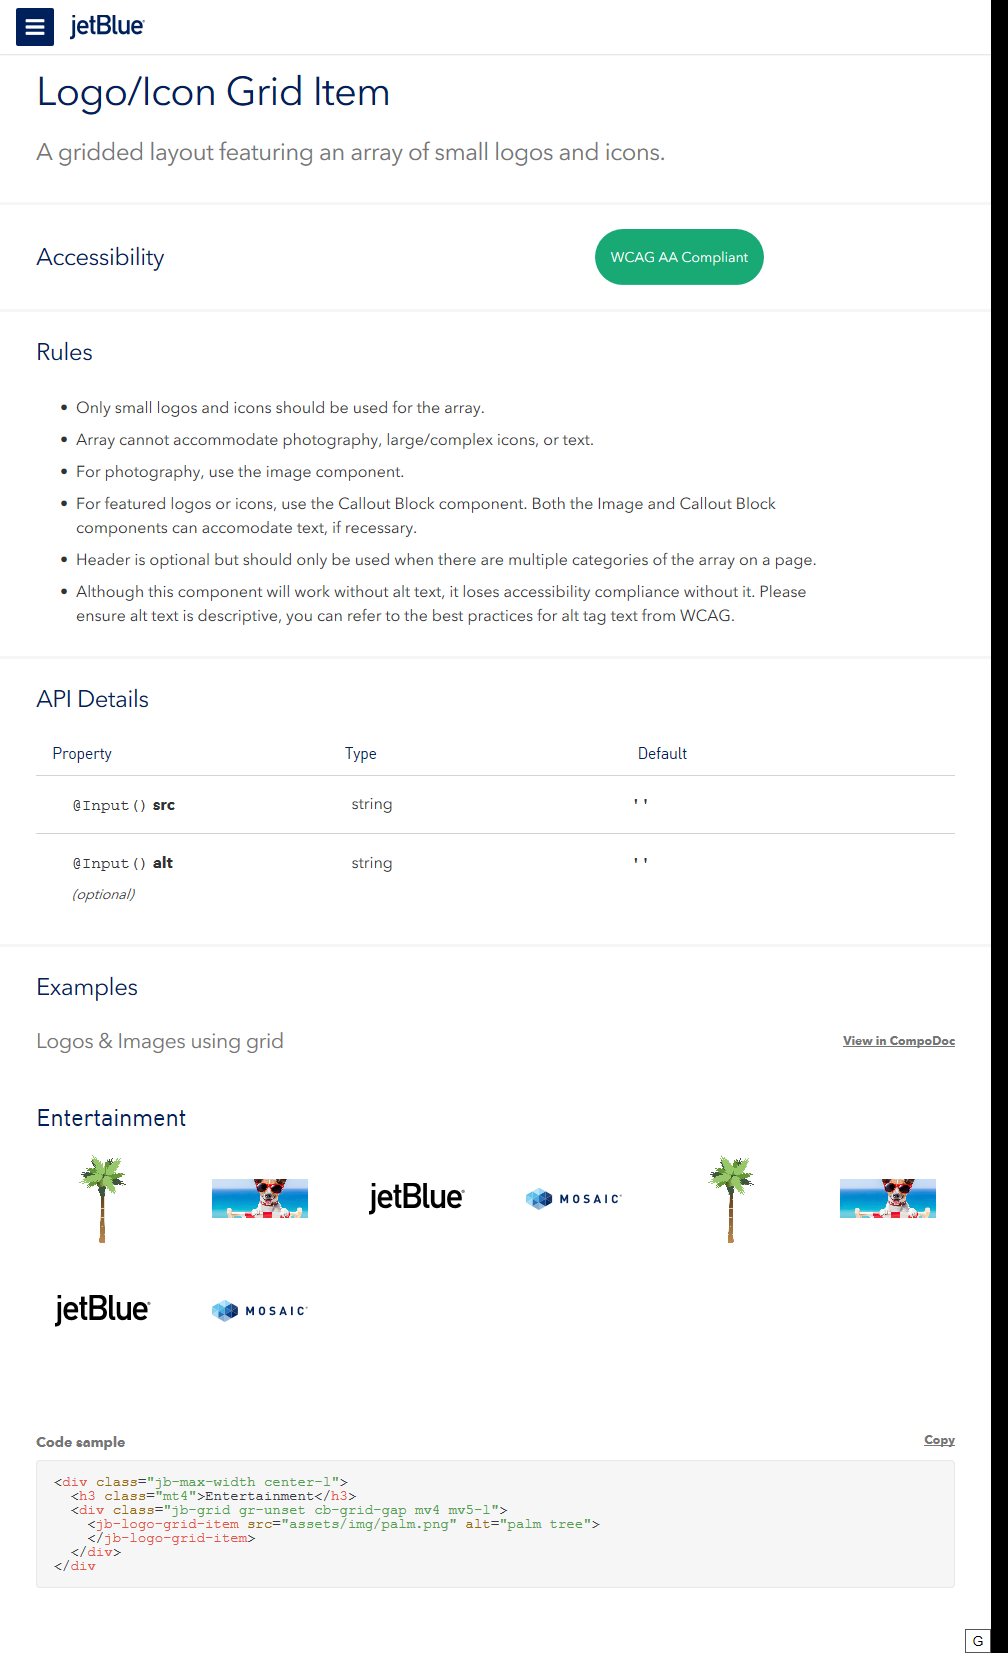 jetBlue
Logo/Icon Grid Item
A gridded layout featuring an array of small logos and icons.
Accessibility
WCAG AA Compliant
Rules
• Only small logos and icons should be used for the array.
• Array cannot accommodate photography, large/complex icons, or text.
• For photography, use the image component.
• For featured logos or icons, use the Callout Block component. Both the Image and Callout Block
components can accomodate text, if recessary.
• Header is optional but should only be used when there are multiple categories of the array on a page.
• Although this component will work without alt text, it loses accessibility compliance without it. Please
ensure alt text is descriptive, you can refer to the best practices for alt tag text from WCAG.
API Details
Property Type Default
@Input() src string ' '
@Input() alt string ' '
(optional)
Examples
Logos & Images using grid View in CompoDoc
Entertainment
jetBlue MOSAIC
jetBlue MOSAIC
Code sample Copy
<div class="jb-max-width center-l">
<h3 class="mt4">Entertainment</h3>
<div class="jb-grid gr-unset cb-grid-gap mv4 mv5-l">
<jb-logo-grid-item src="assets/img/palm.png" alt="palm tree">
</jb-logo-grid-item>
</div>
</div
G